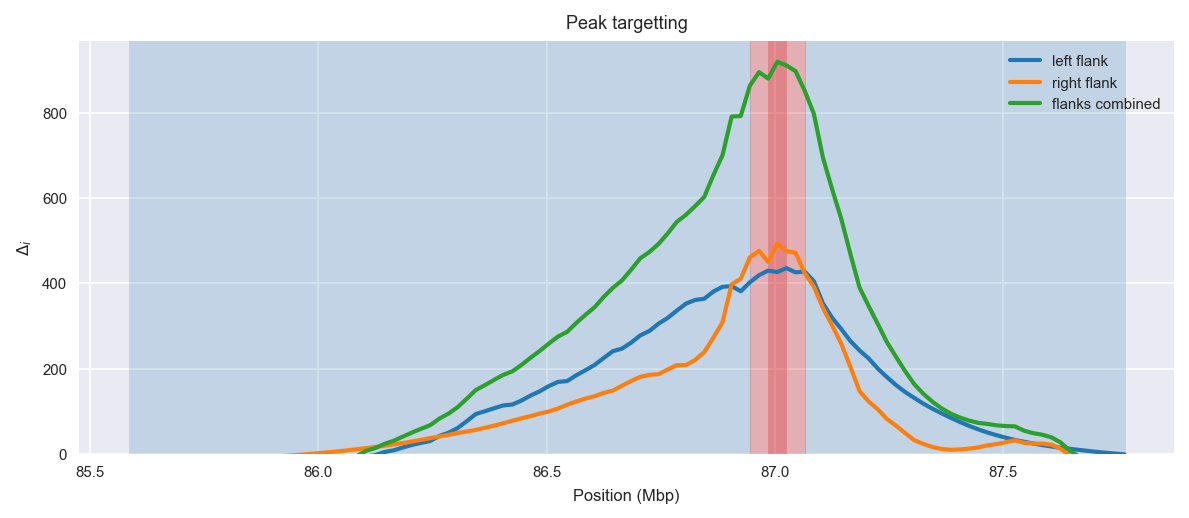 Peak targetting
left flank
right flank
flanks combined
800
600
400
200
0
Δi
85.5
86.0
86.5
87.0
87.5
Position (Mbp)